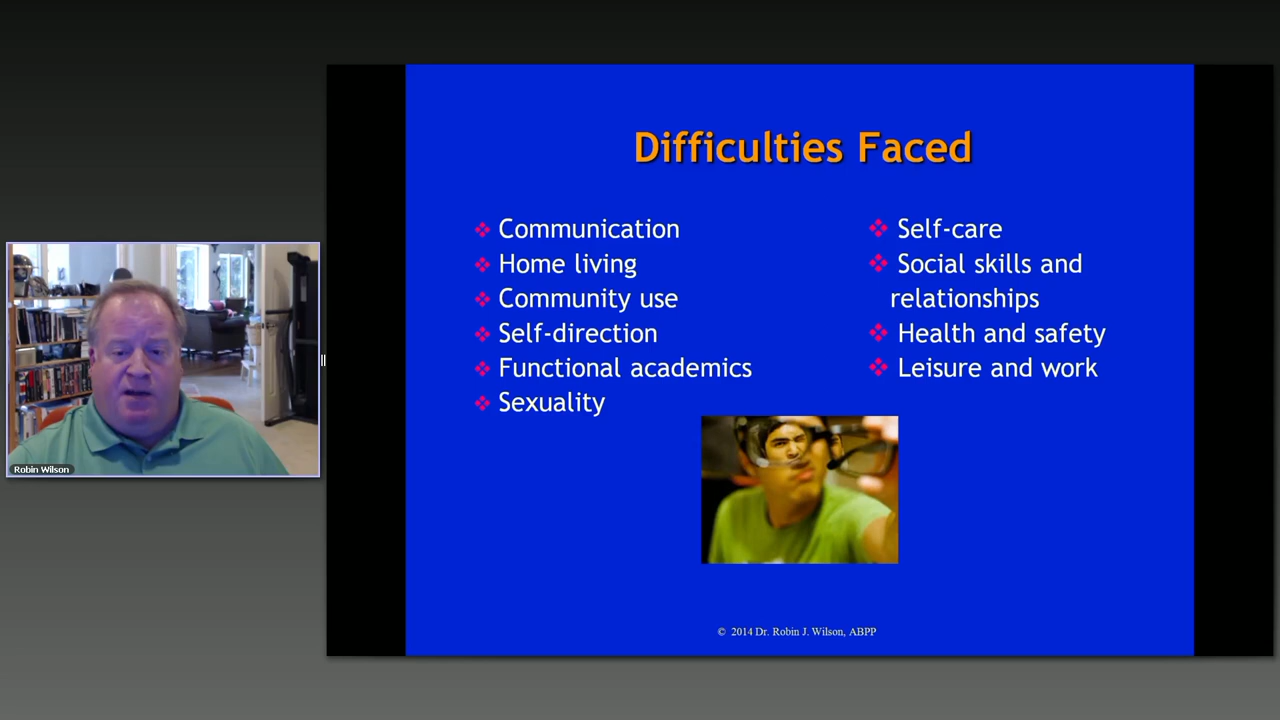 Difficulties Faced
❖ Communication
❖ Home living
❖ Community use
❖ Self-direction
❖ Functional academics
❖ Sexuality
❖ Self-care
❖ Social skills and
relationships
❖ Health and safety
❖ Leisure and work
© 2014 Dr. Robin J. Wilson, ABPP
Robin Wilson